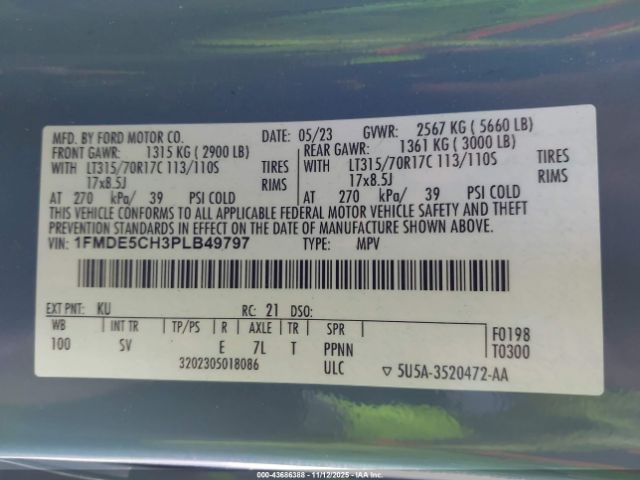 MFD. BY FORD MOTOR CO. DATE: 05/23 GVWR: 2567 KG ( 5660 LB)
FRONT GAWR: 1315 KG ( 2900 LB) REAR GAWR: 1361 KG ( 3000 LB)
WITH LT315/70R17C 113/110S TIRES WITH LT315/70R17C 113/110S TIRES
17x8.5J RIMS 17x8.5J RIMS
AT 270 kPa/ 39 PSI COLD AT 270 kPa/ 39 PSI COLD
THIS VEHICLE CONFORMS TO ALL APPLICABLE FEDERAL MOTOR VEHICLE SAFETY AND THEFT
PREVENTION STANDARDS IN EFFECT ON THE DATE OF MANUFACTURE SHOWN ABOVE.
VIN: 1FMDE5CH3PLB49797 TYPE: MPV
EXT PNT: KU RC: 21 DSO:
WB INT TR TP/PS R AXLE TR SPR F0198
100 SV E 7L T PPNN T0300
3202305018086 ULC ▽ 5U5A-3520472-AA
000-43686388 - 11/12/2025 - IAA Inc.